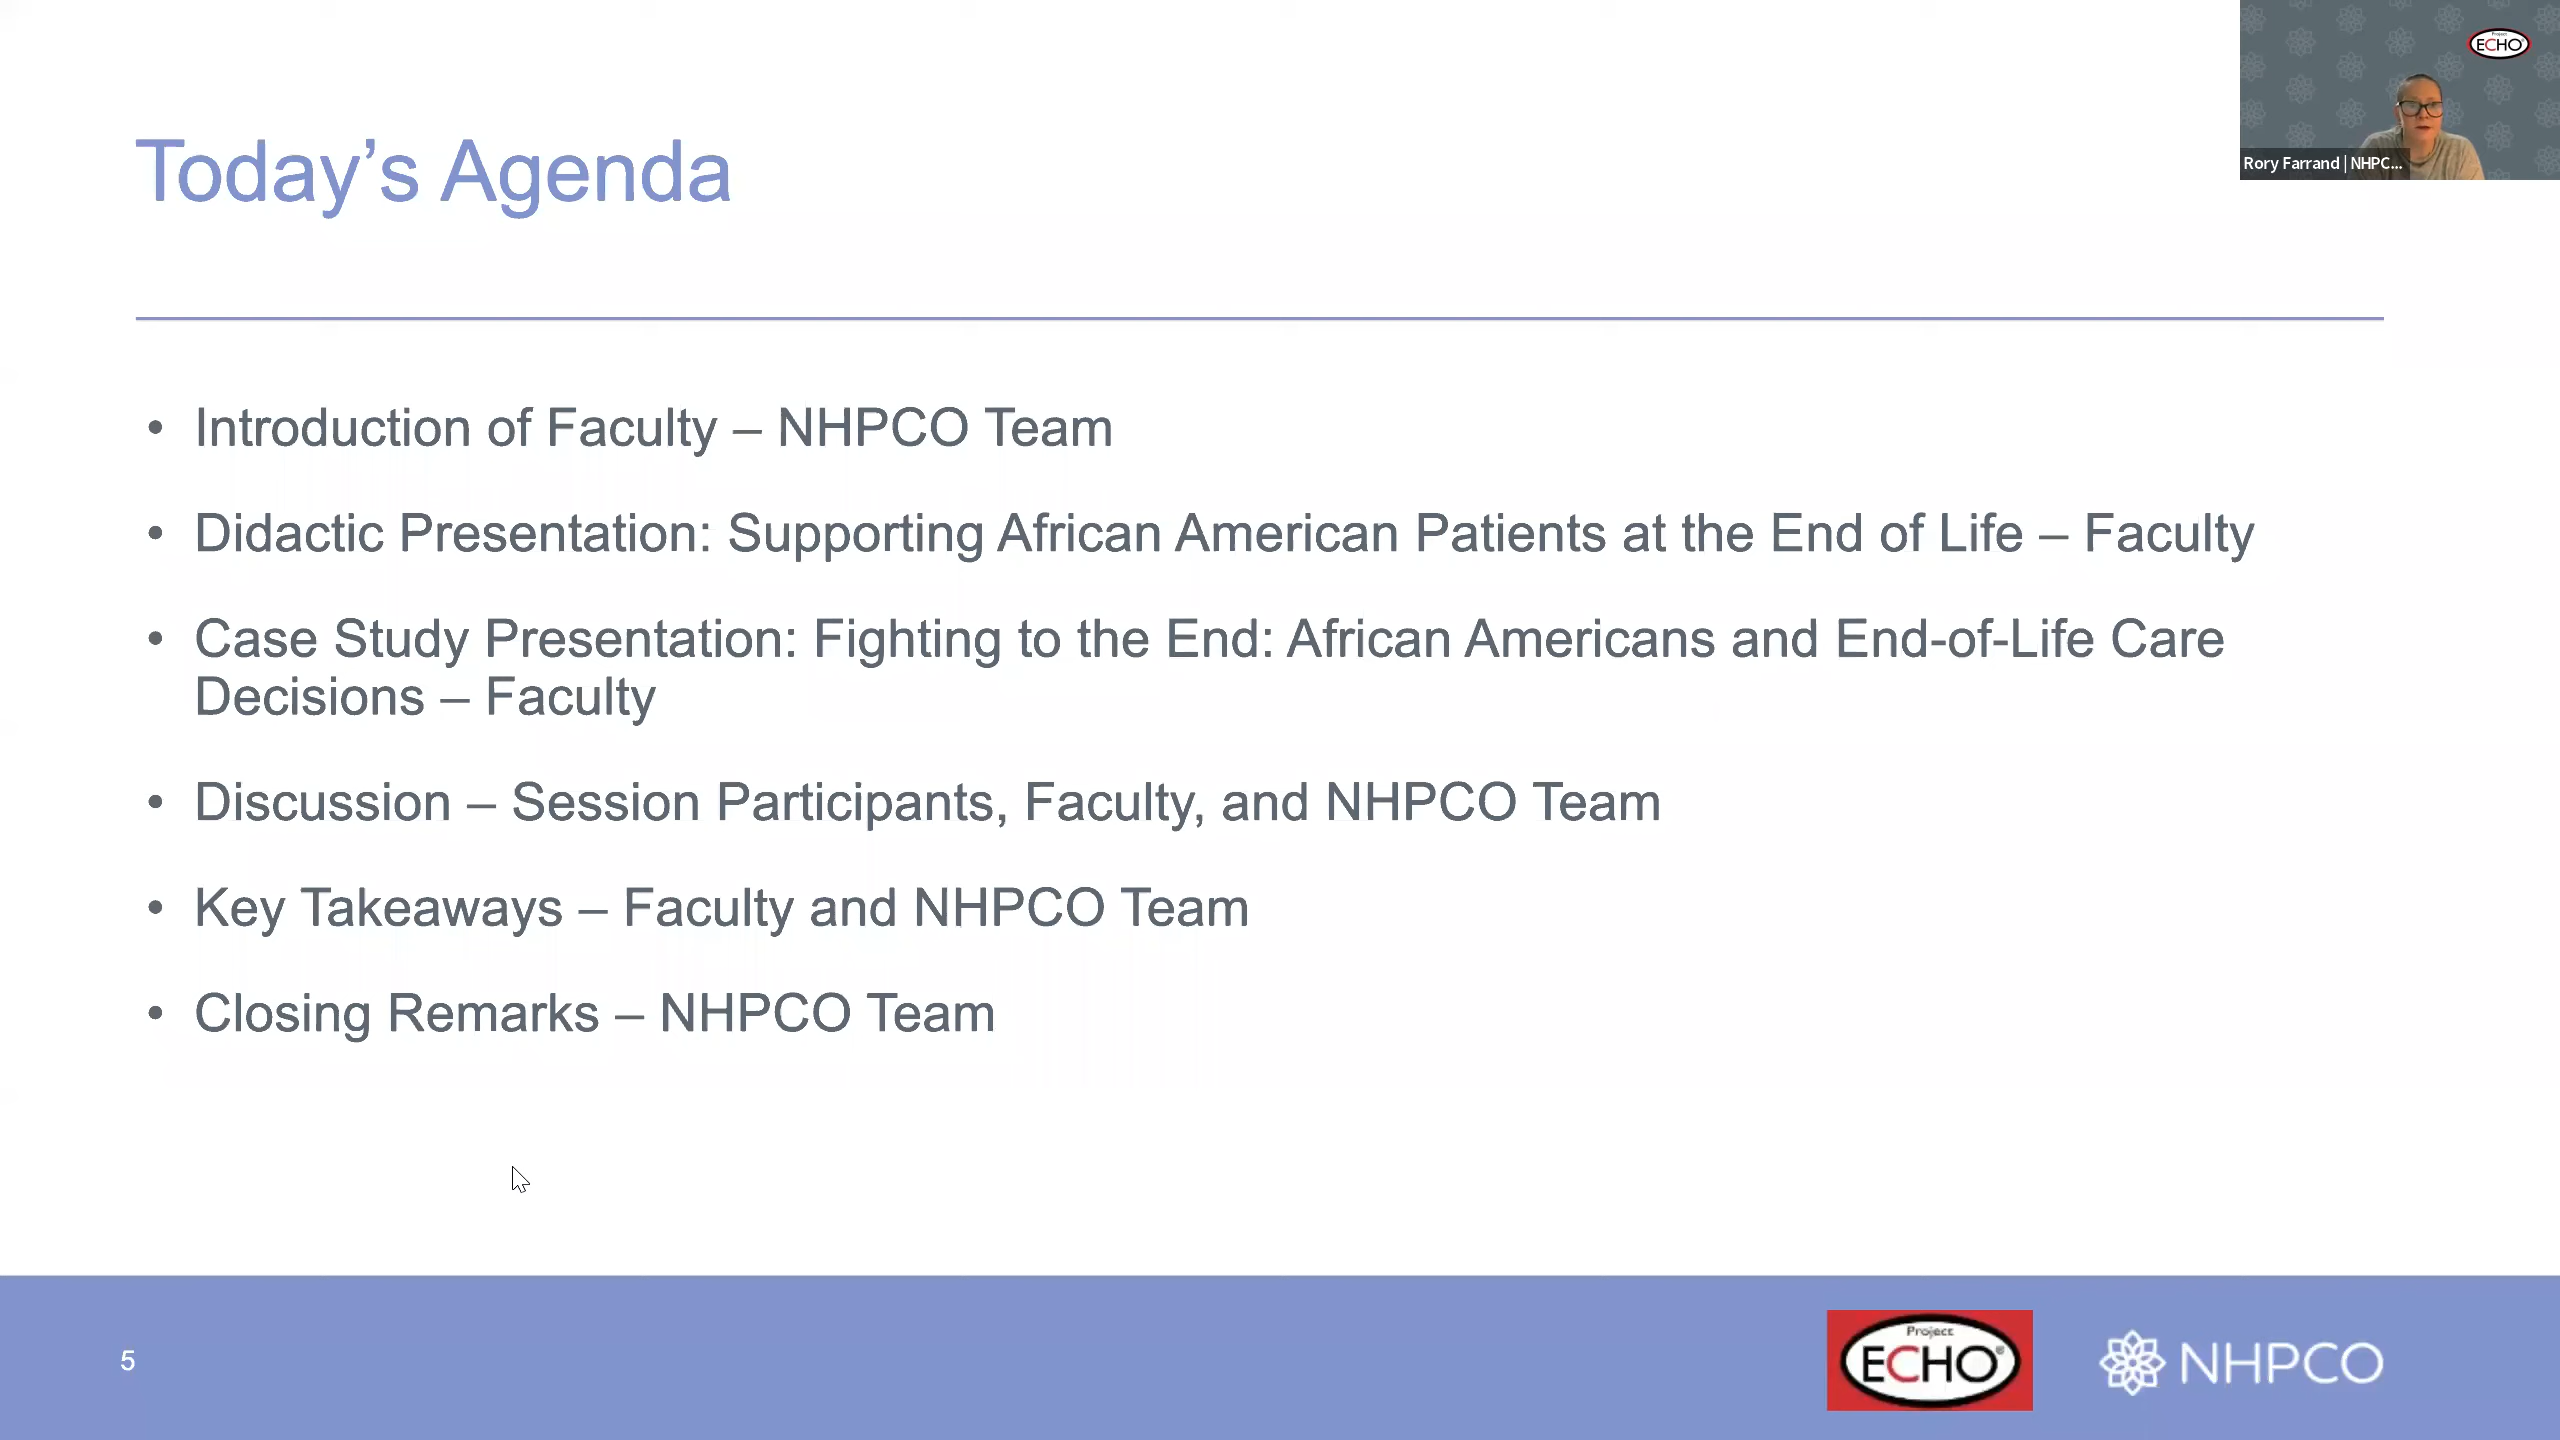 Project
ECHO
Rory Farrand | NHPC...
Today’s Agenda
• Introduction of Faculty – NHPCO Team
• Didactic Presentation: Supporting African American Patients at the End of Life – Faculty
• Case Study Presentation: Fighting to the End: African Americans and End-of-Life Care
Decisions – Faculty
• Discussion – Session Participants, Faculty, and NHPCO Team
• Key Takeaways – Faculty and NHPCO Team
• Closing Remarks – NHPCO Team
5
Project
ECHO®
NHPCO